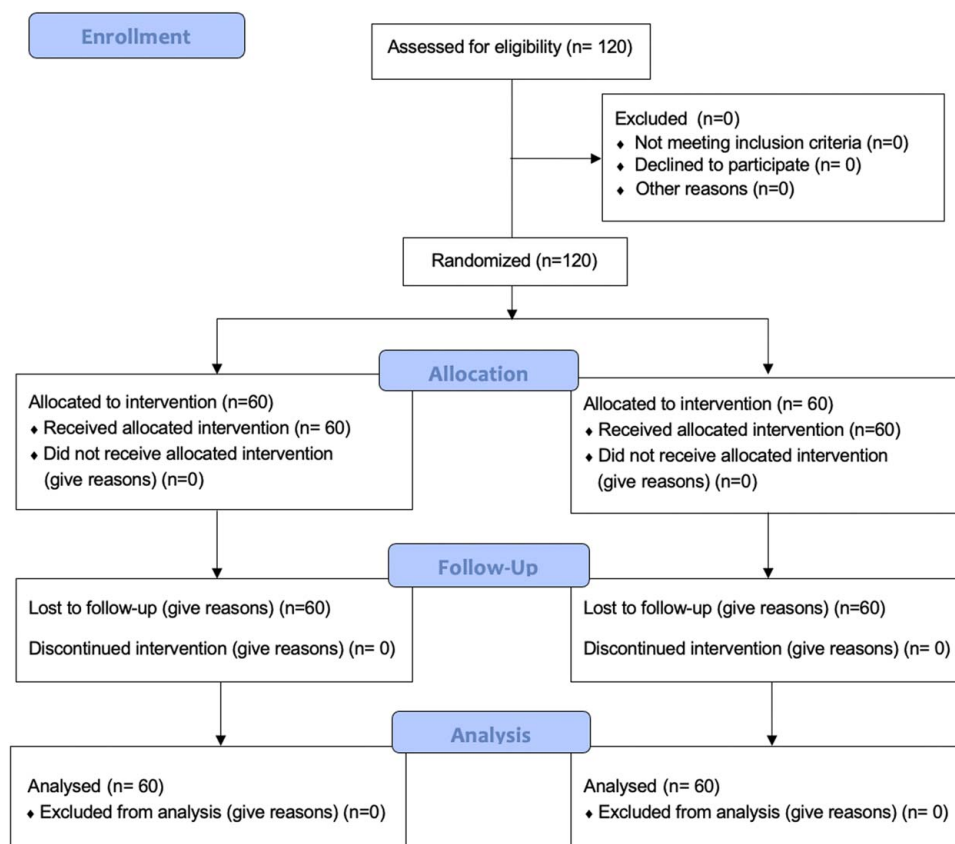 Enrollment
Assessed for eligibility (n= 120)
Excluded (n=0)
♦ Not meeting inclusion criteria (n=0)
♦ Declined to participate (n= 0)
♦ Other reasons (n=0)
Randomized (n=120)
Allocation
Allocated to intervention (n=60)
♦ Received allocated intervention (n= 60)
♦ Did not receive allocated intervention
(give reasons) (n=0)
Allocated to intervention (n= 60)
♦ Received allocated intervention (n=60)
♦ Did not receive allocated intervention
(give reasons) (n=0)
Follow-Up
Lost to follow-up (give reasons) (n=60)
Discontinued intervention (give reasons) (n= 0)
Lost to follow-up (give reasons) (n=60)
Discontinued intervention (give reasons) (n= 0)
Analysis
Analysed (n= 60)
♦ Excluded from analysis (give reasons) (n=0)
Analysed (n= 60)
♦ Excluded from analysis (give reasons) (n= 0)